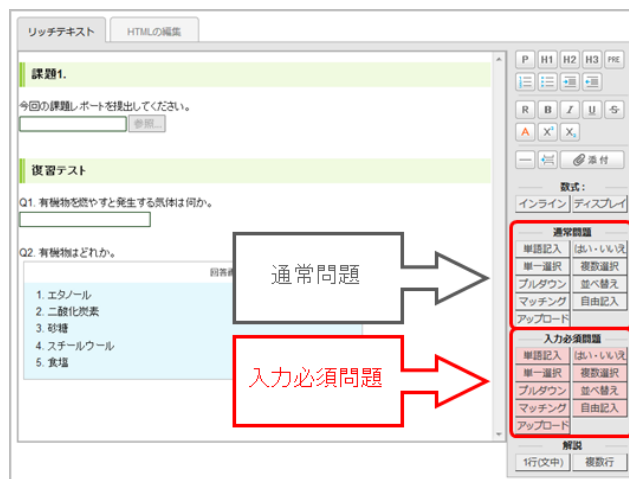 リッチテキスト HTMLの編集
課題1.
今回の課題レポートを提出してください。
参照...
復習テスト
Q1. 有機物を燃やすと発生する気体は何か。
Q2. 有機物はどれか。
1. エタノール
2. 二酸化炭素
3. 砂糖
4. スチールウール
5. 食塩
通常問題
入力必須問題
P H1 H2 H3 PRE
R B I U S
A X² X₂
添付
数式：
インライン ディスプレイ
通常問題
単語記入 はい・いいえ
単一選択 複数選択
プルダウン 並べ替え
マッチング 自由記入
アップロード
入力必須問題
単語記入 はい・いいえ
単一選択 複数選択
プルダウン 並べ替え
マッチング 自由記入
アップロード
解説
1行(文中) 複数行